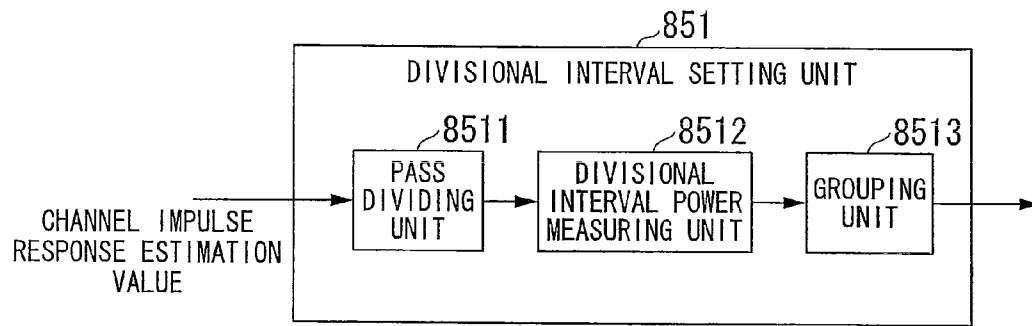 851
DIVISIONAL INTERVAL SETTING UNIT
8511
8512
8513
PASS
DIVIDING
UNIT
DIVISIONAL
INTERVAL POWER
MEASURING UNIT
GROUPING
UNIT
CHANNEL IMPULSE
RESPONSE ESTIMATION
VALUE